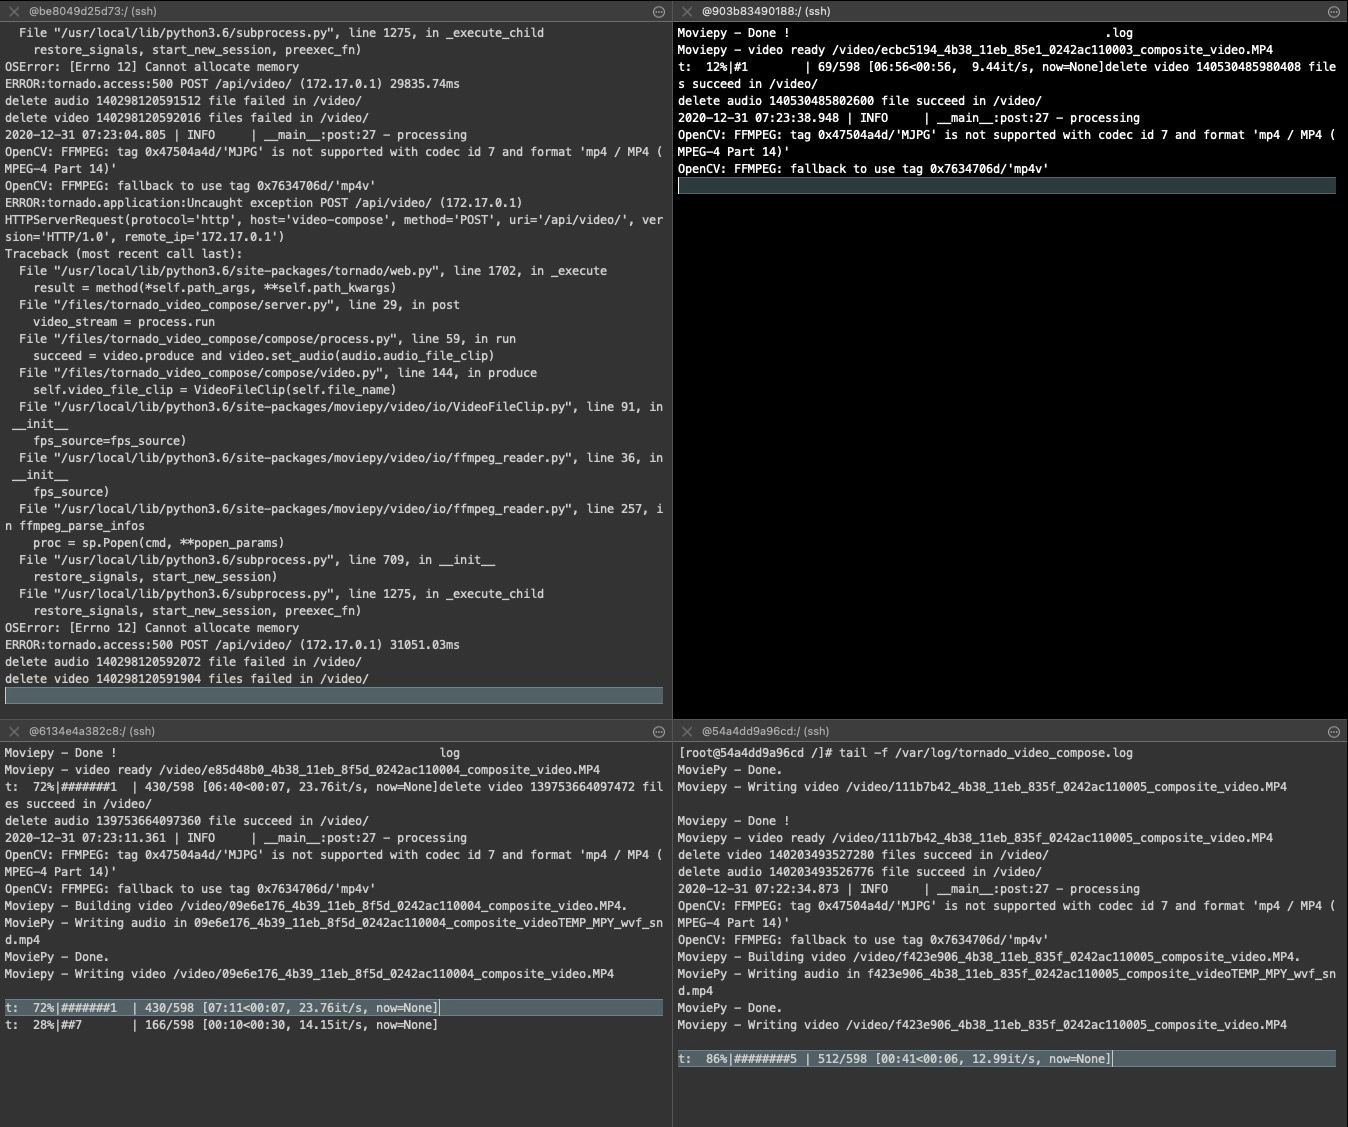 @be8049d25d73:/ (ssh)
File "/usr/local/lib/python3.6/subprocess.py", line 1275, in _execute_child
restore_signals, start_new_session, preexec_fn)
OSError: [Errno 12] Cannot allocate memory
ERROR:tornado.access:500 POST /api/video/ (172.17.0.1) 29835.74ms
delete audio 140298120591512 file failed in /video/
delete video 140298120592016 files failed in /video/
2020-12-31 07:23:04.805 | INFO     | __main__:post:27 - processing
OpenCV: FFMPEG: tag 0x47504a4d/'MJPG' is not supported with codec id 7 and format 'mp4 / MP4 (
MPEG-4 Part 14)'
OpenCV: FFMPEG: fallback to use tag 0x7634706d/'mp4v'
ERROR:tornado.application:Uncaught exception POST /api/video/ (172.17.0.1)
HTTPServerRequest(protocol='http', host='video-compose', method='POST', uri='/api/video/', ver
sion='HTTP/1.0', remote_ip='172.17.0.1')
Traceback (most recent call last):
File "/usr/local/lib/python3.6/site-packages/tornado/web.py", line 1702, in _execute
result = method(*self.path_args, **self.path_kwargs)
File "/files/tornado_video_compose/server.py", line 29, in post
video_stream = process.run
File "/files/tornado_video_compose/compose/process.py", line 59, in run
succeed = video.produce and video.set_audio(audio.audio_file_clip)
File "/files/tornado_video_compose/compose/video.py", line 144, in produce
self.video_file_clip = VideoFileClip(self.file_name)
File "/usr/local/lib/python3.6/site-packages/moviepy/video/io/VideoFileClip.py", line 91, in
__init__
fps_source=fps_source)
File "/usr/local/lib/python3.6/site-packages/moviepy/video/io/ffmpeg_reader.py", line 36, in
__init__
fps_source)
File "/usr/local/lib/python3.6/site-packages/moviepy/video/io/ffmpeg_reader.py", line 257, i
n ffmpeg_parse_infos
proc = sp.Popen(cmd, **popen_params)
File "/usr/local/lib/python3.6/subprocess.py", line 709, in __init__
restore_signals, start_new_session)
File "/usr/local/lib/python3.6/subprocess.py", line 1275, in _execute_child
restore_signals, start_new_session, preexec_fn)
OSError: [Errno 12] Cannot allocate memory
ERROR:tornado.access:500 POST /api/video/ (172.17.0.1) 31051.03ms
delete audio 140298120592072 file failed in /video/
delete video 140298120591904 files failed in /video/
@903b83490188:/ (ssh)
Moviepy - Done !                                             .log
Moviepy - video ready /video/ecbc5194_4b38_11eb_85e1_0242ac110003_composite_video.MP4
t:  12%|#1        | 69/598 [06:56<00:56,  9.44it/s, now=None]delete video 140530485980408 file
s succeed in /video/
delete audio 140530485802600 file succeed in /video/
2020-12-31 07:23:38.948 | INFO     | __main__:post:27 - processing
OpenCV: FFMPEG: tag 0x47504a4d/'MJPG' is not supported with codec id 7 and format 'mp4 / MP4 (
MPEG-4 Part 14)'
OpenCV: FFMPEG: fallback to use tag 0x7634706d/'mp4v'
@6134e4a382c8:/ (ssh)
Moviepy - Done !                                              log
Moviepy - video ready /video/e85d48b0_4b38_11eb_8f5d_0242ac110004_composite_video.MP4
t:  72%|#######1  | 430/598 [06:40<00:07, 23.76it/s, now=None]delete video 139753664097472 fil
es succeed in /video/
delete audio 139753664097360 file succeed in /video/
2020-12-31 07:23:11.361 | INFO     | __main__:post:27 - processing
OpenCV: FFMPEG: tag 0x47504a4d/'MJPG' is not supported with codec id 7 and format 'mp4 / MP4 (
MPEG-4 Part 14)'
OpenCV: FFMPEG: fallback to use tag 0x7634706d/'mp4v'
Moviepy - Building video /video/09e6e176_4b39_11eb_8f5d_0242ac110004_composite_video.MP4.
MoviePy - Writing audio in 09e6e176_4b39_11eb_8f5d_0242ac110004_composite_videoTEMP_MPY_wvf_sn
d.mp4
MoviePy - Done.
Moviepy - Writing video /video/09e6e176_4b39_11eb_8f5d_0242ac110004_composite_video.MP4
t:  72%|#######1  | 430/598 [07:11<00:07, 23.76it/s, now=None]
t:  28%|##7       | 166/598 [00:10<00:30, 14.15it/s, now=None]
@54a4dd9a96cd:/ (ssh)
[root@54a4dd9a96cd /]# tail -f /var/log/tornado_video_compose.log
MoviePy - Done.
Moviepy - Writing video /video/111b7b42_4b38_11eb_835f_0242ac110005_composite_video.MP4
Moviepy - Done !
Moviepy - video ready /video/111b7b42_4b38_11eb_835f_0242ac110005_composite_video.MP4
delete video 140203493527280 files succeed in /video/
delete audio 140203493526776 file succeed in /video/
2020-12-31 07:22:34.873 | INFO     | __main__:post:27 - processing
OpenCV: FFMPEG: tag 0x47504a4d/'MJPG' is not supported with codec id 7 and format 'mp4 / MP4 (
MPEG-4 Part 14)'
OpenCV: FFMPEG: fallback to use tag 0x7634706d/'mp4v'
Moviepy - Building video /video/f423e906_4b38_11eb_835f_0242ac110005_composite_video.MP4.
MoviePy - Writing audio in f423e906_4b38_11eb_835f_0242ac110005_composite_videoTEMP_MPY_wvf_sn
d.mp4
MoviePy - Done.
Moviepy - Writing video /video/f423e906_4b38_11eb_835f_0242ac110005_composite_video.MP4
t:  86%|########5 | 512/598 [00:41<00:06, 12.99it/s, now=None]